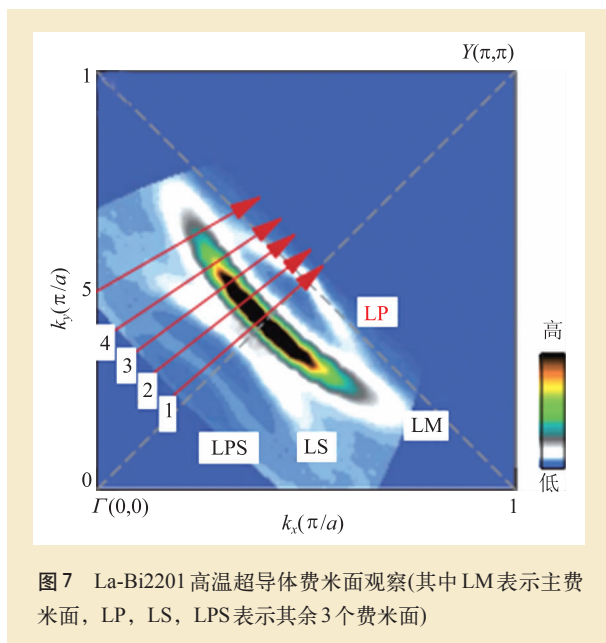 Y(π,π)
1
5
k_y(π/a)
4
3
2
1
LP
高
LM
LPS
LS
0
低
Γ(0,0)
k_x(π/a)
1
图7 La-Bi2201高温超导体费米面观察(其中LM表示主费
米面，LP，LS，LPS表示其余3个费米面)